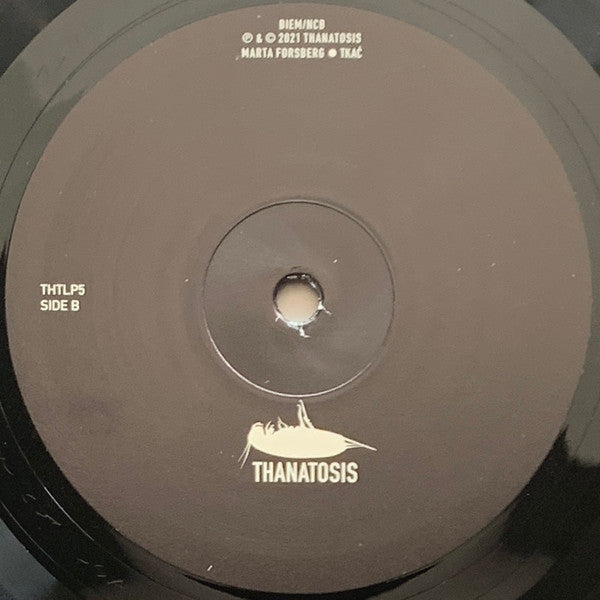 BIEM/NCB
℗ & © 2021 THANATOSIS
MARTA FORSBERG ● TKAĆ
THTLP5
SIDE B
THANATOSIS